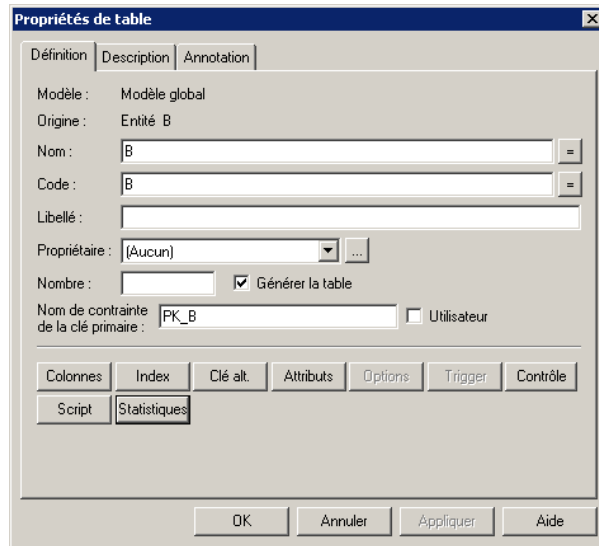 Propriétés de table
Définition Description Annotation
Modèle : Modèle global
Origine : Entité B
Nom : B =
Code : B =
Libellé :
Propriétaire : (Aucun) ...
Nombre : Générer la table
Nom de contrainte
de la clé primaire : PK_B Utilisateur
Colonnes Index Clé alt. Attributs Options Trigger Contrôle
Script Statistiques
OK Annuler Appliquer Aide